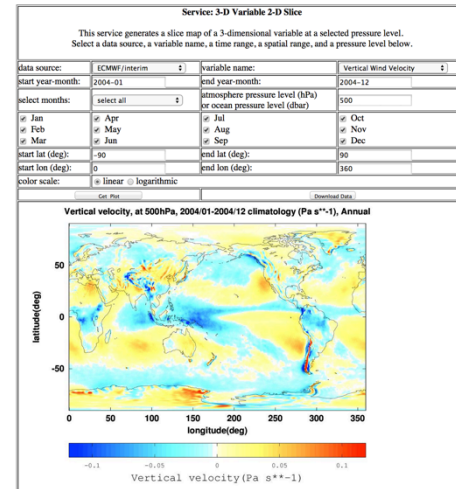 Service: 3-D Variable 2-D Slice
This service generates a slice map of a 3-dimensional variable at a selected pressure level.
Select a data source, a variable name, a time range, a spatial range, and a pressure level below.
data source: ECMWF/interim variable name: Vertical Wind Velocity
start year-month: 2004-01 end year-month: 2004-12
select months: select all atmosphere pressure level (hPa)
or ocean pressure level (dbar) 500
Jan Apr Jul Oct
Feb May Aug Nov
Mar Jun Sep Dec
start lat (deg): -90 end lat (deg): 90
start lon (deg): 0 end lon (deg): 360
color scale: linear logarithmic
Get Plot Download Data
Vertical velocity, at 500hPa, 2004/01-2004/12 climatology (Pa s**-1), Annual
latitude(deg)
50
0
-50
0 50 100 150 200 250 300 350
longitude(deg)
-0.1 -0.05 0 0.05 0.1
Vertical velocity(Pa s**-1)